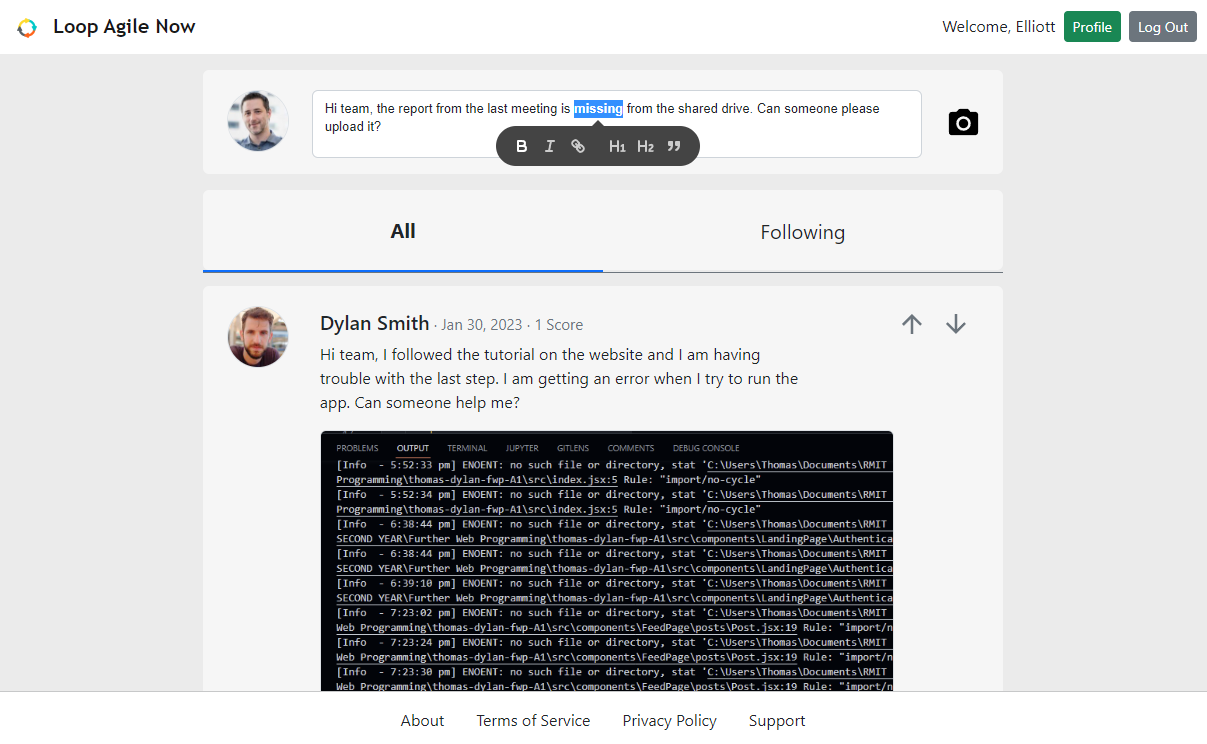 Loop Agile Now
Welcome, Elliott
Profile
Log Out
Hi team, the report from the last meeting is missing from the shared drive. Can someone please
upload it?
B I H1 H2 ”
All
Following
Dylan Smith · Jan 30, 2023 · 1 Score
Hi team, I followed the tutorial on the website and I am having
trouble with the last step. I am getting an error when I try to run the
app. Can someone help me?
PROBLEMS OUTPUT TERMINAL JUPYTER GITLENS COMMENTS DEBUG CONSOLE
[Info  - 5:52:33 pm] ENOENT: no such file or directory, stat 'C:\Users\Thomas\Documents\RMIT
Programming\thomas-dylan-fwp-A1\src\index.jsx:5 Rule: "import/no-cycle"
[Info  - 5:52:34 pm] ENOENT: no such file or directory, stat 'C:\Users\Thomas\Documents\RMIT
Programming\thomas-dylan-fwp-A1\src\index.jsx:5 Rule: "import/no-cycle"
[Info  - 6:38:44 pm] ENOENT: no such file or directory, stat 'C:\Users\Thomas\Documents\RMIT
SECOND YEAR\Further Web Programming\thomas-dylan-fwp-A1\src\components\LandingPage\Authentica
[Info  - 6:38:44 pm] ENOENT: no such file or directory, stat 'C:\Users\Thomas\Documents\RMIT
SECOND YEAR\Further Web Programming\thomas-dylan-fwp-A1\src\components\LandingPage\Authentica
[Info  - 6:39:10 pm] ENOENT: no such file or directory, stat 'C:\Users\Thomas\Documents\RMIT
SECOND YEAR\Further Web Programming\thomas-dylan-fwp-A1\src\components\LandingPage\Authentica
[Info  - 7:23:02 pm] ENOENT: no such file or directory, stat 'C:\Users\Thomas\Documents\RMIT
Web Programming\thomas-dylan-fwp-A1\src\components\FeedPage\posts\Post.jsx:19 Rule: "import/n
[Info  - 7:23:24 pm] ENOENT: no such file or directory, stat 'C:\Users\Thomas\Documents\RMIT
Web Programming\thomas-dylan-fwp-A1\src\components\FeedPage\posts\Post.jsx:19 Rule: "import/n
[Info  - 7:23:30 pm] ENOENT: no such file or directory, stat 'C:\Users\Thomas\Documents\RMIT
Web Programming\thomas-dylan-fwp-A1\src\components\FeedPage\posts\Post.jsx:19 Rule: "import/n
About
Terms of Service
Privacy Policy
Support